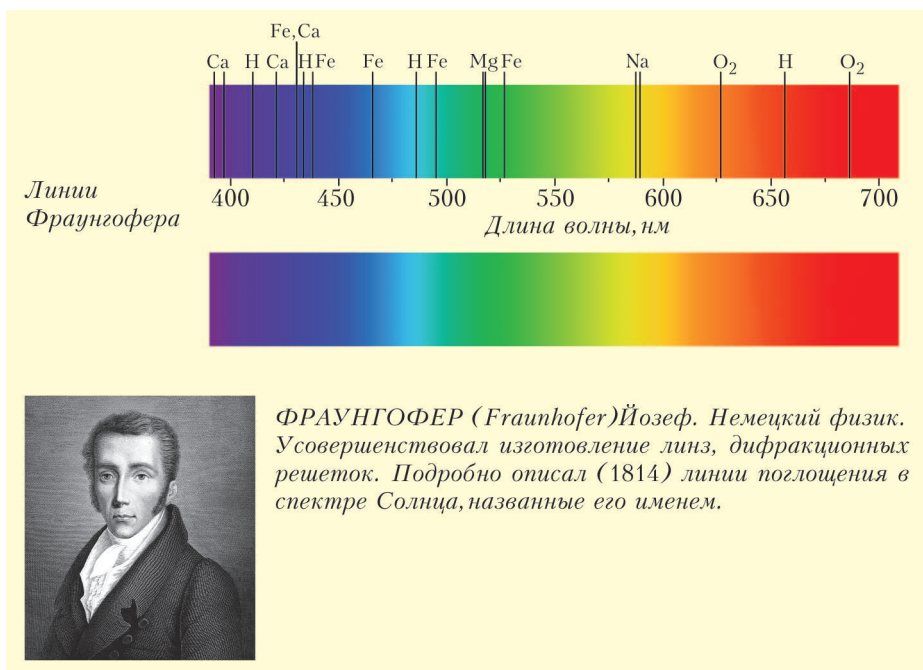 Fe,Ca
Ca H Ca H Fe Fe H Fe Mg Fe Na O₂ H O₂
Линии
Фраунгофера
400 450 500 550 600 650 700
Длина волны, нм
ФРАУНГОФЕР (Fraunhofer)Йозеф. Немецкий физик.
Усовершенствовал изготовление линз, дифракционных
решеток. Подробно описал (1814) линии поглощения в
спектре Солнца, названные его именем.